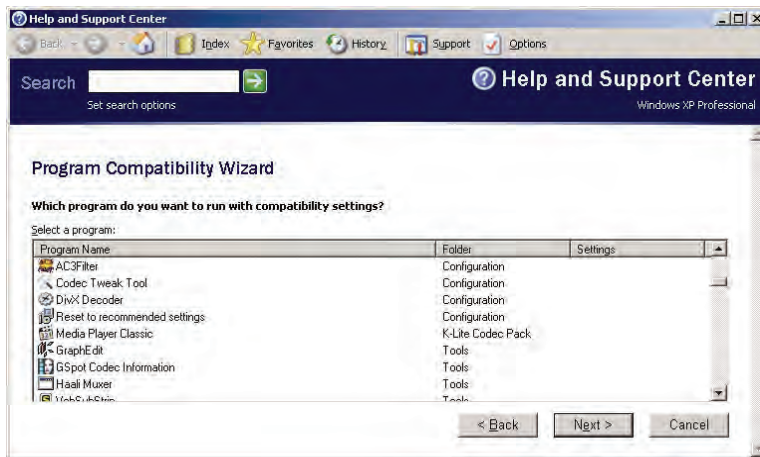 Help and Support Center
Back Index Favorites History Support Options
Search
Set search options
Help and Support Center
Windows XP Professional
Program Compatibility Wizard
Which program do you want to run with compatibility settings?
Select a program:
Program Name Folder Settings
AC3Filter Configuration
Codec Tweak Tool Configuration
DivX Decoder Configuration
Reset to recommended settings Configuration
Media Player Classic K-Lite Codec Pack
GraphEdit Tools
GSpot Codec Information Tools
Haali Muxer Tools
< Back Next > Cancel